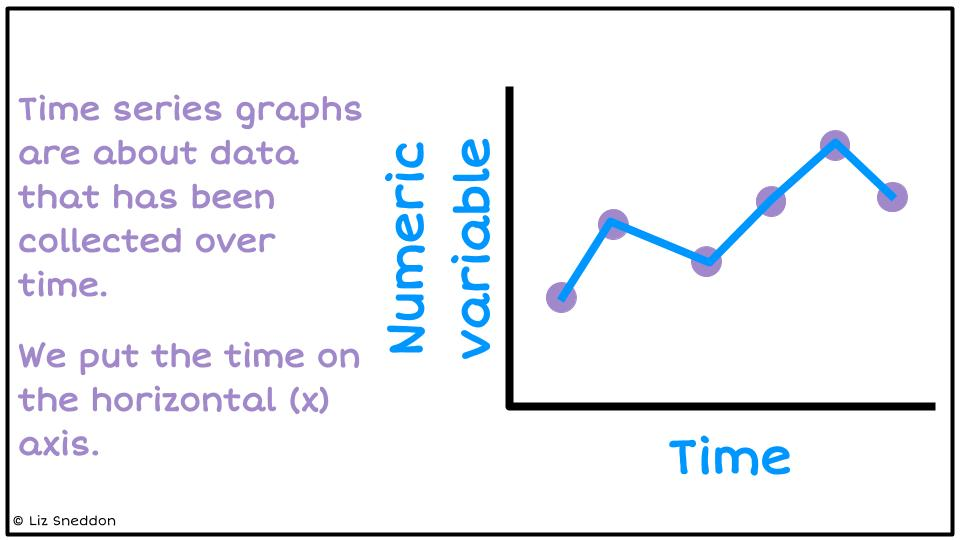 Time series graphs
are about data
that has been
collected over
time.
We put the time on
the horizontal (x)
axis.
Numeric
variable
Time
© Liz Sneddon